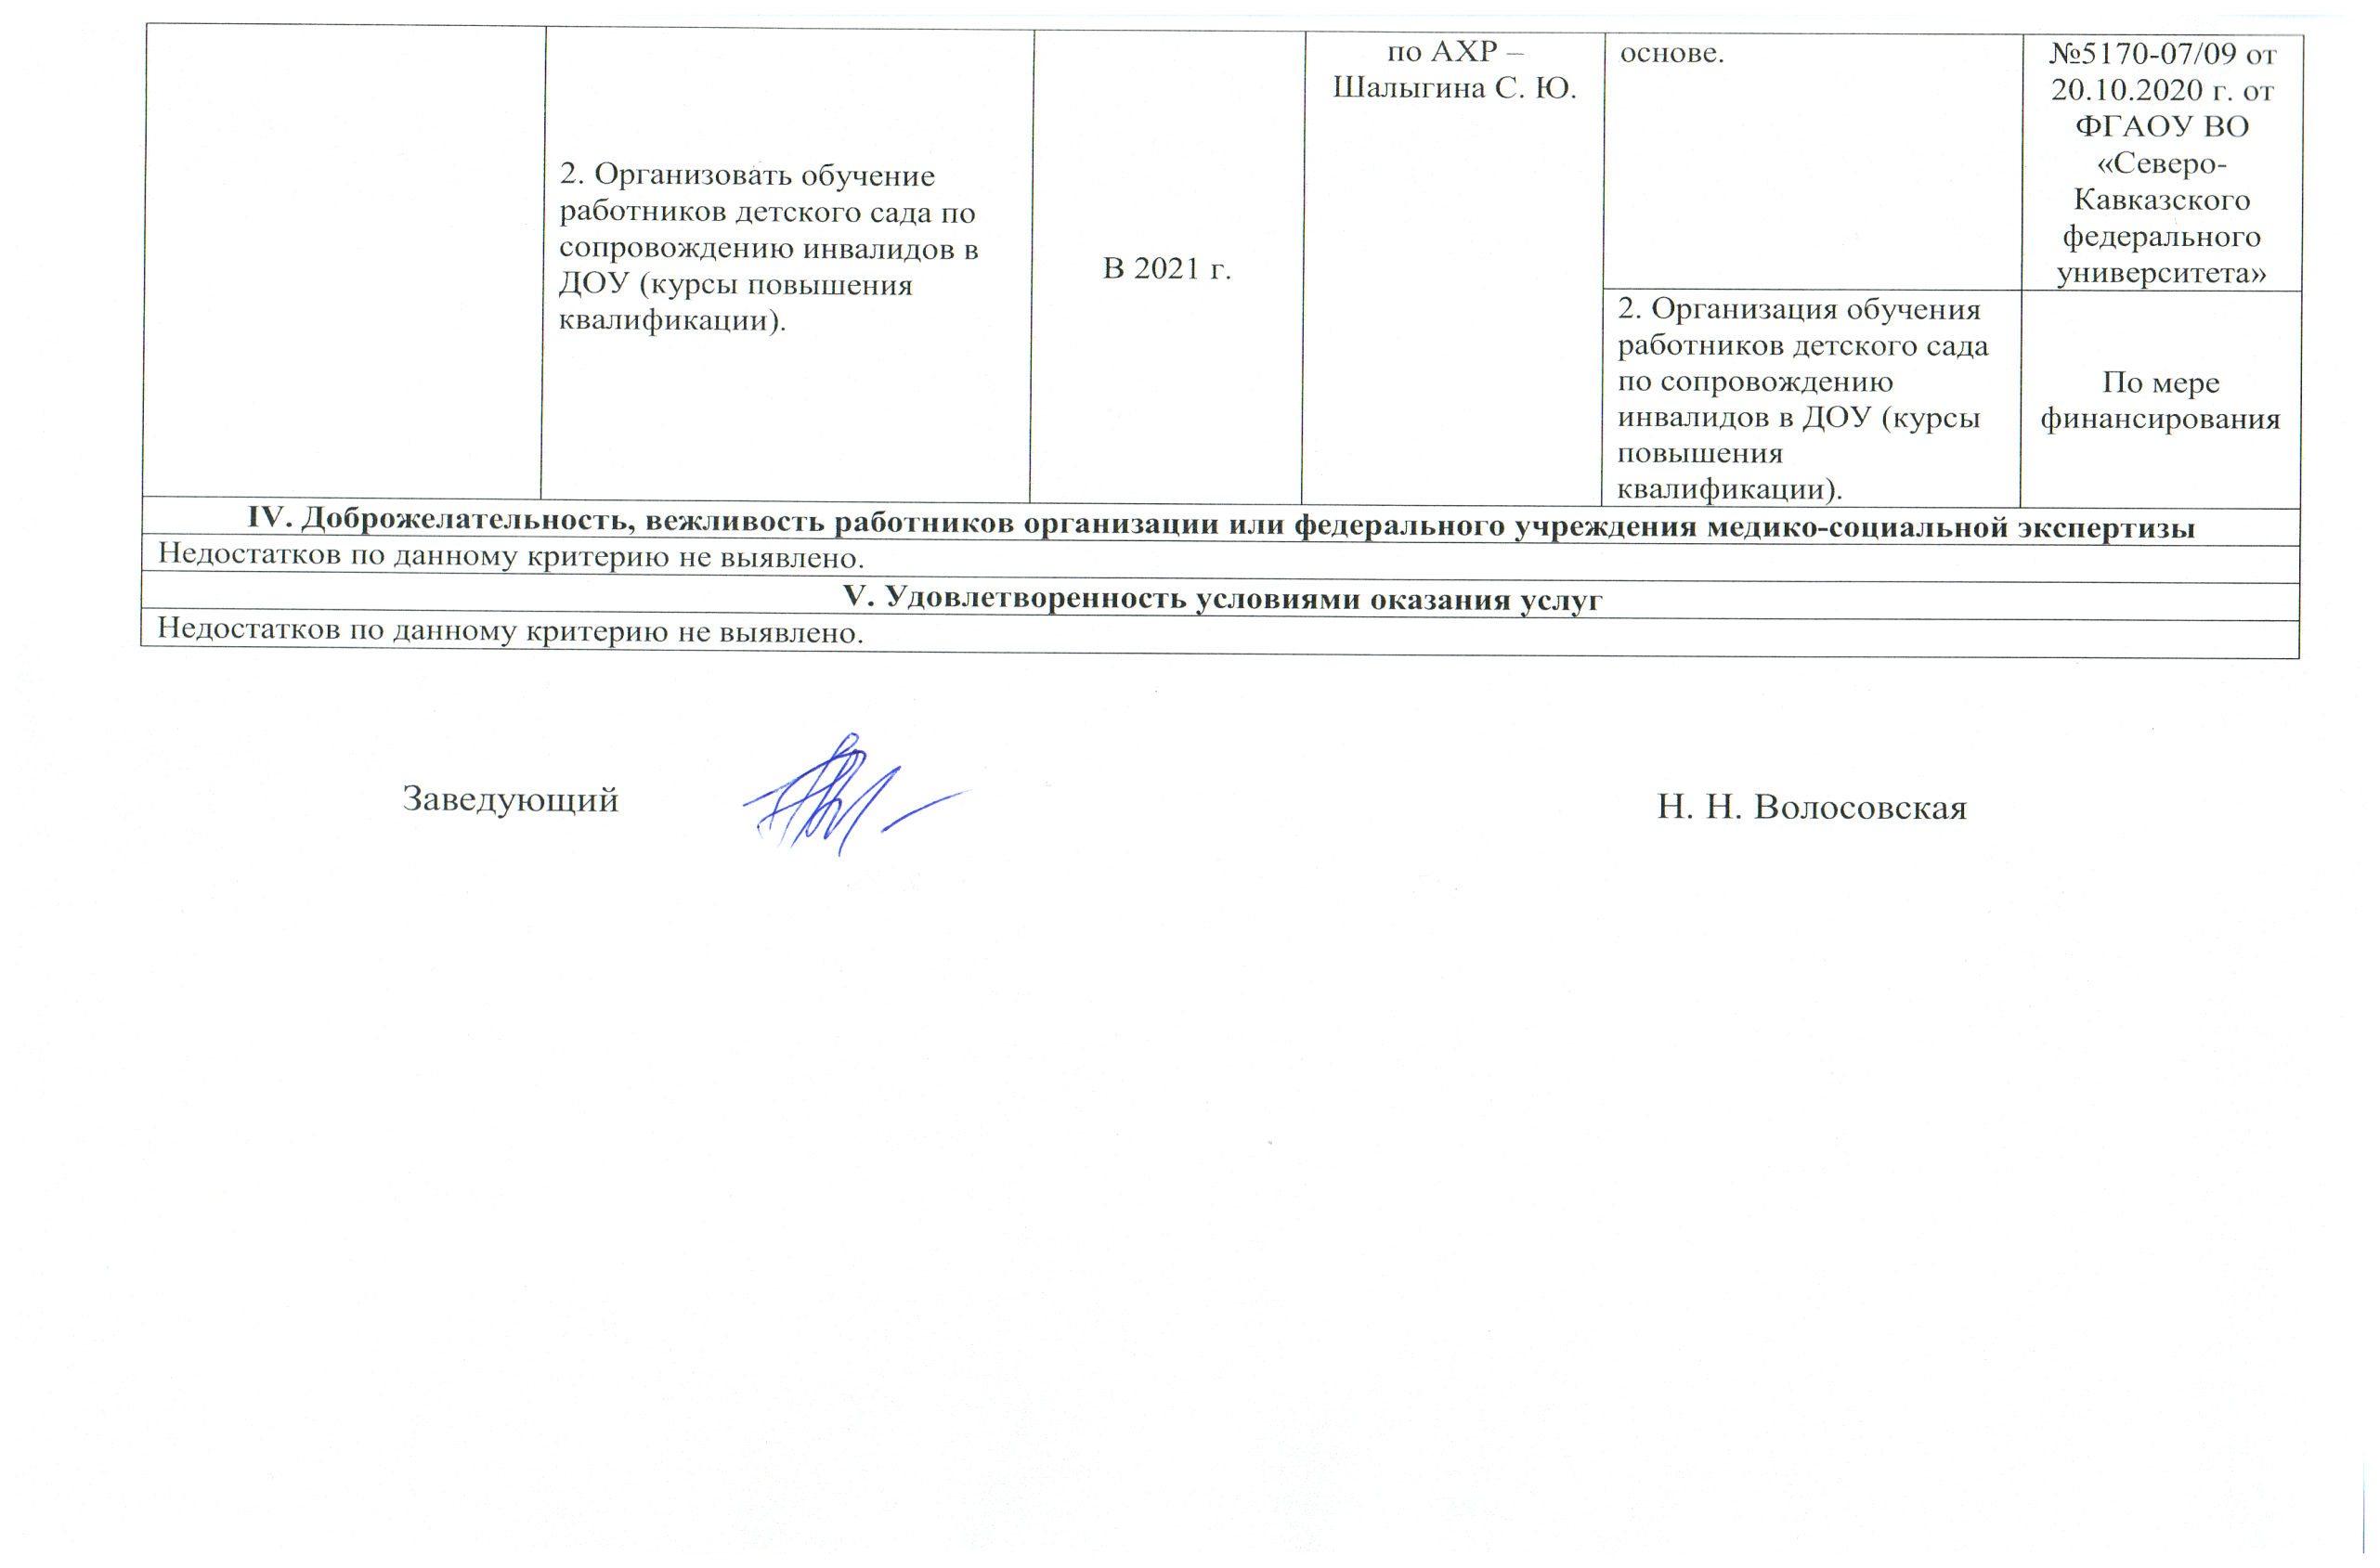 2. Организовать обучение
работников детского сада по
сопровождению инвалидов в
ДОУ (курсы повышения
квалификации).
В 2021 г.
по АХР –
Шалыгина С. Ю.
основе.
№5170-07/09 от
20.10.2020 г. от
ФГАОУ ВО
«Северо-
Кавказского
федерального
университета»
2. Организация обучения
работников детского сада
по сопровождению
инвалидов в ДОУ (курсы
повышения
квалификации).
По мере
финансирования
IV. Доброжелательность, вежливость работников организации или федерального учреждения медико-социальной экспертизы
Недостатков по данному критерию не выявлено.
V. Удовлетворенность условиями оказания услуг
Недостатков по данному критерию не выявлено.
Заведующий
Н. Н. Волосовская